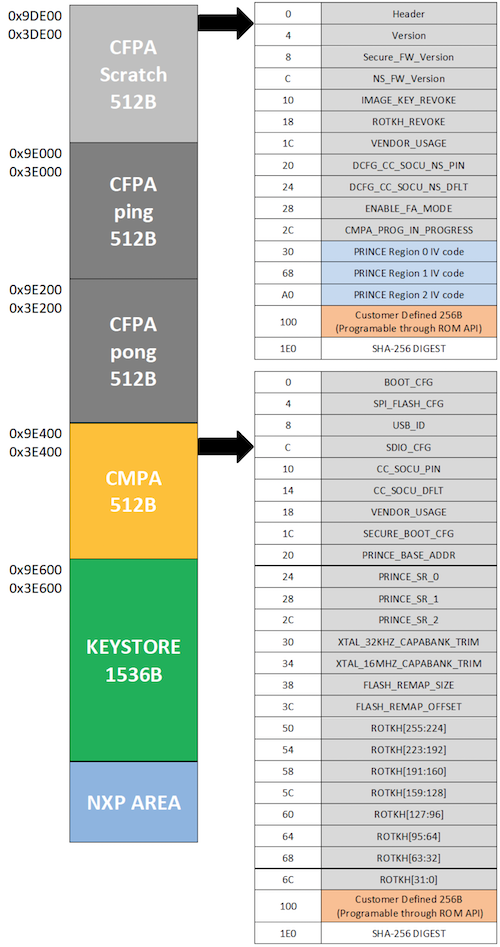 0x9DE00
0x3DE00
CFPA
Scratch
512B
0x9E000
0x3E000
CFPA
ping
512B
0x9E200
0x3E200
CFPA
pong
512B
0x9E400
0x3E400
CMPA
512B
0x9E600
0x3E600
KEYSTORE
1536B
NXP AREA
0 Header
4 Version
8 Secure_FW_Version
C NS_FW_Version
10 IMAGE_KEY_REVOKE
18 ROTKH_REVOKE
1C VENDOR_USAGE
20 DCFG_CC_SOCU_NS_PIN
24 DCFG_CC_SOCU_NS_DFLT
28 ENABLE_FA_MODE
2C CMPA_PROG_IN_PROGRESS
30 PRINCE Region 0 IV code
68 PRINCE Region 1 IV code
A0 PRINCE Region 2 IV code
100 Customer Defined 256B
(Programable through ROM API)
1E0 SHA-256 DIGEST
0 BOOT_CFG
4 SPI_FLASH_CFG
8 USB_ID
C SDIO_CFG
10 CC_SOCU_PIN
14 CC_SOCU_DFLT
18 VENDOR_USAGE
1C SECURE_BOOT_CFG
20 PRINCE_BASE_ADDR
24 PRINCE_SR_0
28 PRINCE_SR_1
2C PRINCE_SR_2
30 XTAL_32KHZ_CAPABANK_TRIM
34 XTAL_16MHZ_CAPABANK_TRIM
38 FLASH_REMAP_SIZE
3C FLASH_REMAP_OFFSET
50 ROTKH[255:224]
54 ROTKH[223:192]
58 ROTKH[191:160]
5C ROTKH[159:128]
60 ROTKH[127:96]
64 ROTKH[95:64]
68 ROTKH[63:32]
6C ROTKH[31:0]
100 Customer Defined 256B
(Programable through ROM API)
1E0 SHA-256 DIGEST